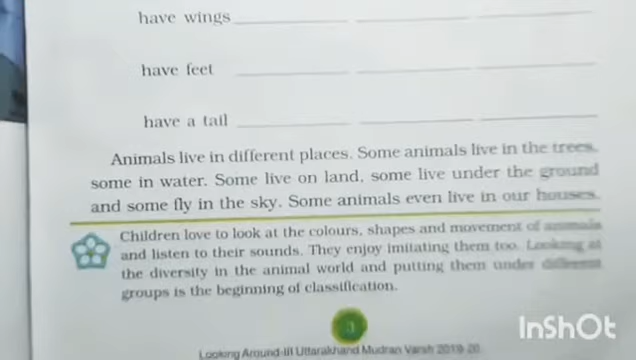 have wings
have feet
have a tail
Animals live in different places. Some animals live in the trees,
some in water. Some live on land, some live under the ground
and some fly in the sky. Some animals even live in our houses.
Children love to look at the colours, shapes and movement of animals
and listen to their sounds. They enjoy imitating them too. Looking at
the diversity in the animal world and putting them under different
groups is the beginning of classification.
3
Looking Around-III Uttarakhand Mudran Varsh 2019-20
InShOt